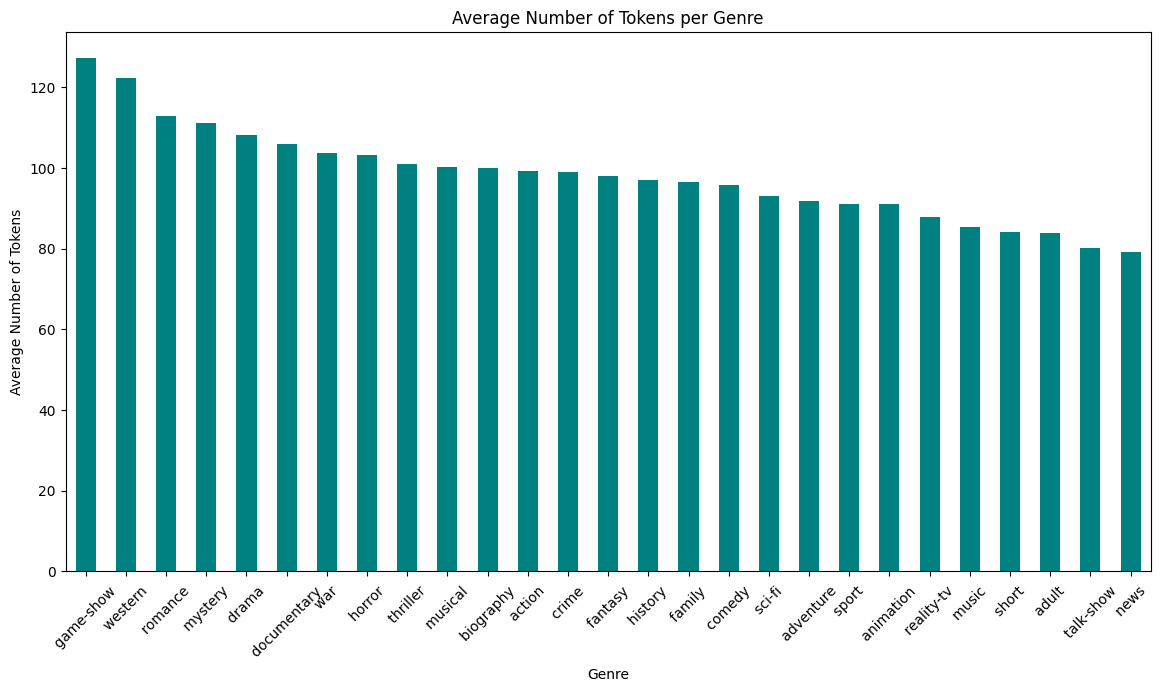 Average Number of Tokens per Genre
Average Number of Tokens
120
100
80
60
40
20
0
game-show
western
romance
mystery
drama
documentary
war
horror
thriller
musical
biography
action
crime
fantasy
history
family
comedy
sci-fi
adventure
sport
animation
reality-tv
music
short
adult
talk-show
news
Genre